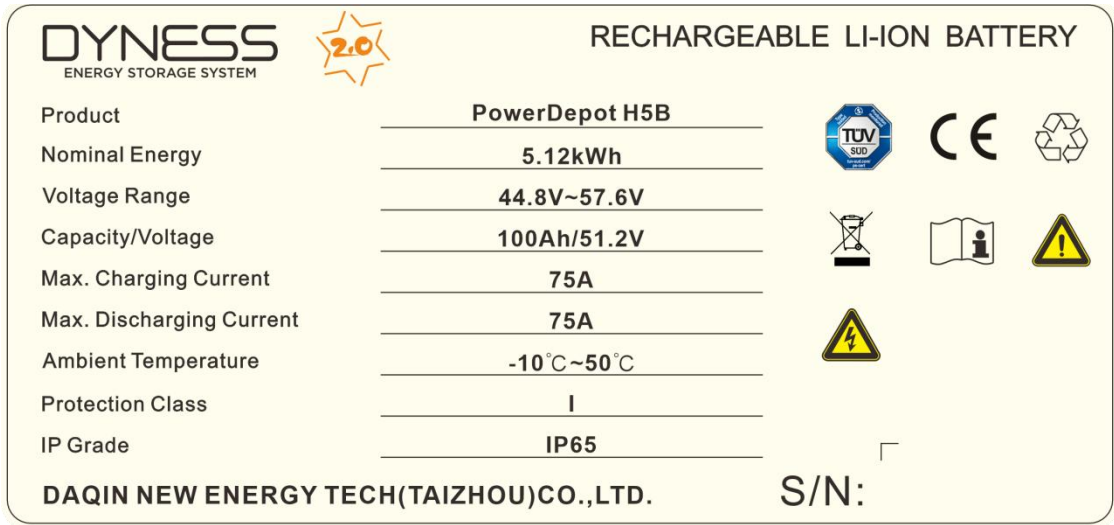 DYNESS
ENERGY STORAGE SYSTEM
2.0
RECHARGEABLE LI-ION BATTERY
Product PowerDepot H5B
Nominal Energy 5.12kWh
Voltage Range 44.8V~57.6V
Capacity/Voltage 100Ah/51.2V
Max. Charging Current 75A
Max. Discharging Current 75A
Ambient Temperature -10℃~50℃
Protection Class I
IP Grade IP65
TÜV
SÜD
CE
DAQIN NEW ENERGY TECH(TAIZHOU)CO.,LTD.
S/N: